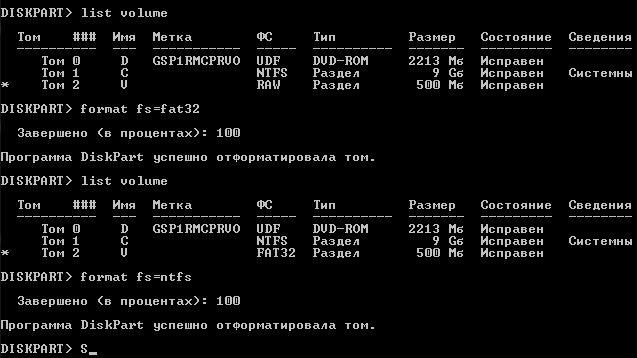 DISKPART> list volume
Том ### Имя Метка ФС Тип Размер Состояние Сведения
---------- --- ----------- ----- ---------- ------- --------- --------
Том 0 D GSP1RMCPRVO UDF DVD-ROM 2213 Мб Исправен
Том 1 C NTFS Раздел 9 Gб Исправен Системны
* Том 2 V RAW Раздел 500 Мб Исправен
DISKPART> format fs=fat32
Завершено (в процентах): 100
Программа DiskPart успешно отформатировала том.
DISKPART> list volume
Том ### Имя Метка ФС Тип Размер Состояние Сведения
---------- --- ----------- ----- ---------- ------- --------- --------
Том 0 D GSP1RMCPRVO UDF DVD-ROM 2213 Мб Исправен
Том 1 C NTFS Раздел 9 Gб Исправен Системны
* Том 2 V FAT32 Раздел 500 Мб Исправен
DISKPART> format fs=ntfs
Завершено (в процентах): 100
Программа DiskPart успешно отформатировала том.
DISKPART> S_